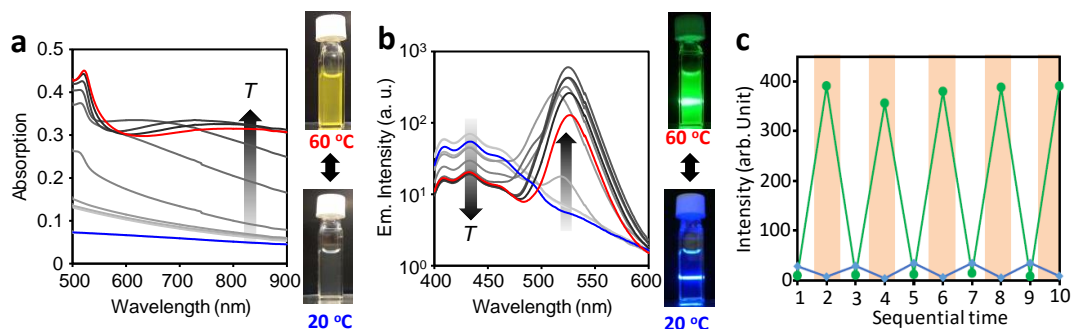 a
0.5
0.4
0.3
0.2
0.1
0
Absorption
T
500 600 700 800 900
Wavelength (nm)
60 °C
20 °C
b
10³
10²
10¹
10⁰
Em. Intensity (a. u.)
T
400 450 500 550 600
Wavelength (nm)
60 °C
20 °C
c
400
300
200
100
0
Intensity (arb. Unit)
1 2 3 4 5 6 7 8 9 10
Sequential time